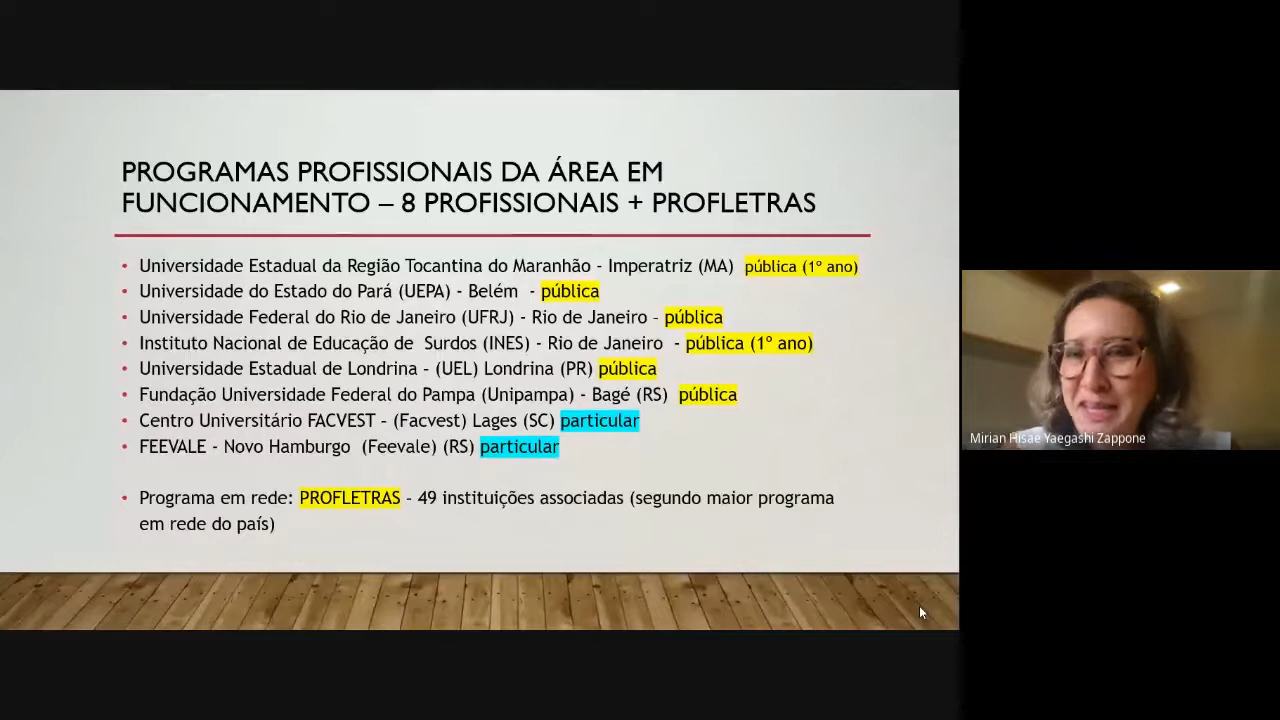 PROGRAMAS PROFISSIONAIS DA ÁREA EM
FUNCIONAMENTO – 8 PROFISSIONAIS + PROFLETRAS
• Universidade Estadual da Região Tocantina do Maranhão - Imperatriz (MA) pública (1º ano)
• Universidade do Estado do Pará (UEPA) - Belém - pública
• Universidade Federal do Rio de Janeiro (UFRJ) - Rio de Janeiro - pública
• Instituto Nacional de Educação de Surdos (INES) - Rio de Janeiro - pública (1º ano)
• Universidade Estadual de Londrina – (UEL) Londrina (PR) pública
• Fundação Universidade Federal do Pampa (Unipampa) - Bagé (RS) pública
• Centro Universitário FACVEST – (Facvest) Lages (SC) particular
• FEEVALE - Novo Hamburgo (Feevale) (RS) particular
• Programa em rede: PROFLETRAS – 49 instituições associadas (segundo maior programa
em rede do país)
Mirian Hisae Yaegashi Zappone